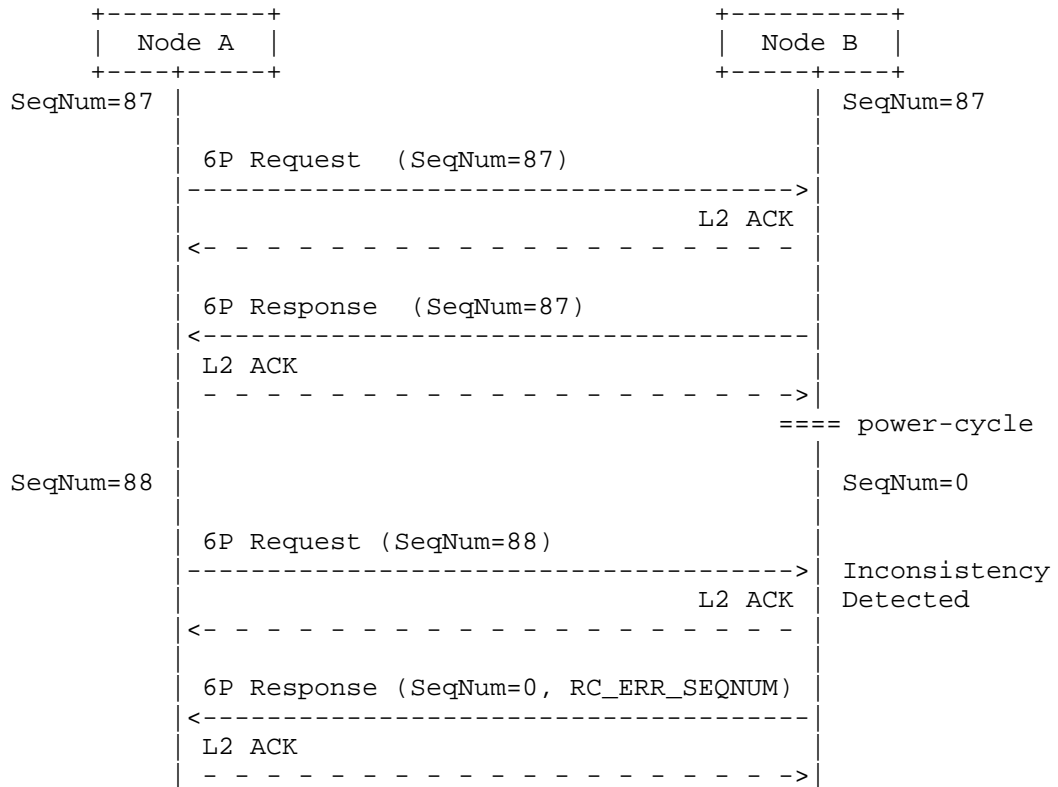 Node A Node B
SeqNum=87 SeqNum=87
6P Request (SeqNum=87)
L2 ACK
6P Response (SeqNum=87)
L2 ACK
==== power-cycle
SeqNum=88 SeqNum=0
6P Request (SeqNum=88)
Inconsistency
L2 ACK Detected
6P Response (SeqNum=0, RC_ERR_SEQNUM)
L2 ACK